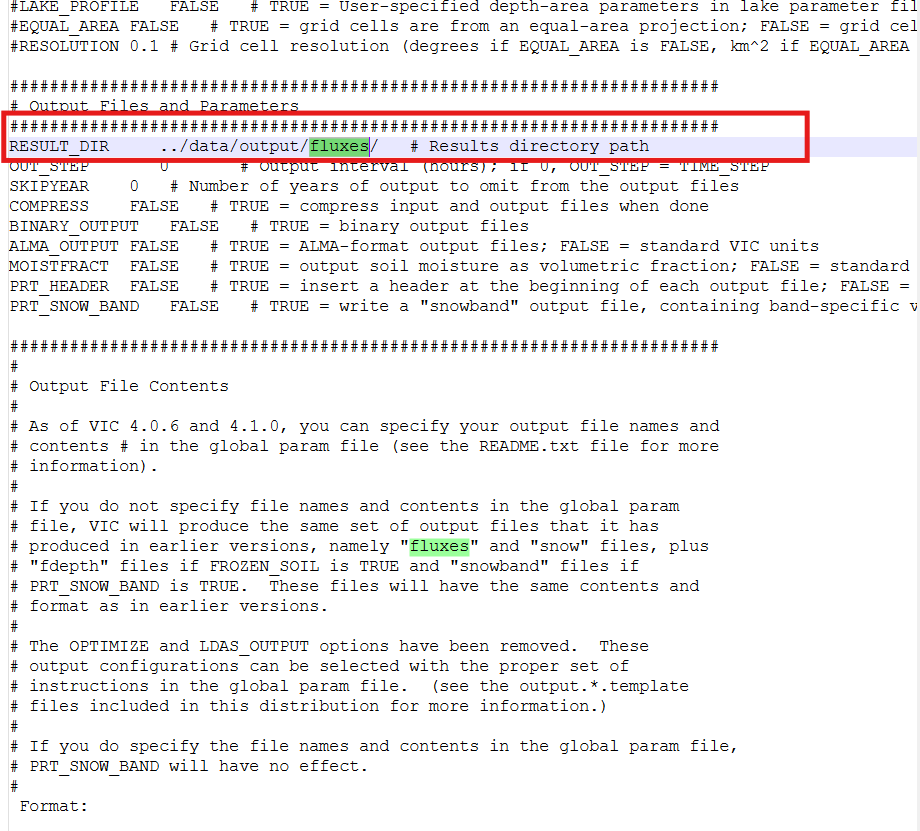 #LAKE_PROFILE   FALSE   # TRUE = User-specified depth-area parameters in lake parameter fil
#EQUAL_AREA FALSE   # TRUE = grid cells are from an equal-area projection; FALSE = grid cel
#RESOLUTION 0.1 # Grid cell resolution (degrees if EQUAL_AREA is FALSE, km^2 if EQUAL_AREA
#######################################################################
# Output Files and Parameters
#######################################################################
RESULT_DIR     ../data/output/fluxes/   # Results directory path
OUT_STEP       0       # Output interval (hours); if 0, OUT_STEP = TIME_STEP
SKIPYEAR    0   # Number of years of output to omit from the output files
COMPRESS    FALSE   # TRUE = compress input and output files when done
BINARY_OUTPUT   FALSE   # TRUE = binary output files
ALMA_OUTPUT FALSE   # TRUE = ALMA-format output files; FALSE = standard VIC units
MOISTFRACT  FALSE   # TRUE = output soil moisture as volumetric fraction; FALSE = standard
PRT_HEADER  FALSE   # TRUE = insert a header at the beginning of each output file; FALSE =
PRT_SNOW_BAND   FALSE   # TRUE = write a "snowband" output file, containing band-specific v
#######################################################################
#
# Output File Contents
#
# As of VIC 4.0.6 and 4.1.0, you can specify your output file names and
# contents # in the global param file (see the README.txt file for more
# information).
#
# If you do not specify file names and contents in the global param
# file, VIC will produce the same set of output files that it has
# produced in earlier versions, namely "fluxes" and "snow" files, plus
# "fdepth" files if FROZEN_SOIL is TRUE and "snowband" files if
# PRT_SNOW_BAND is TRUE.  These files will have the same contents and
# format as in earlier versions.
#
# The OPTIMIZE and LDAS_OUTPUT options have been removed.  These
# output configurations can be selected with the proper set of
# instructions in the global param file.  (see the output.*.template
# files included in this distribution for more information.)
#
# If you do specify the file names and contents in the global param file,
# PRT_SNOW_BAND will have no effect.
#
 Format: